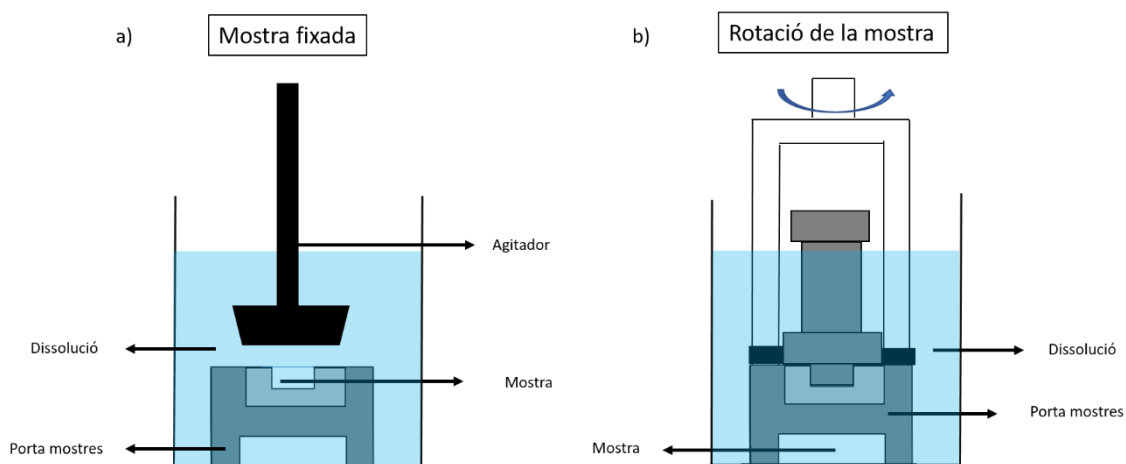 a)
Mostra fixada
Agitador
Dissolució
Mostra
Porta mostres
b)
Rotació de la mostra
Dissolució
Porta mostres
Mostra